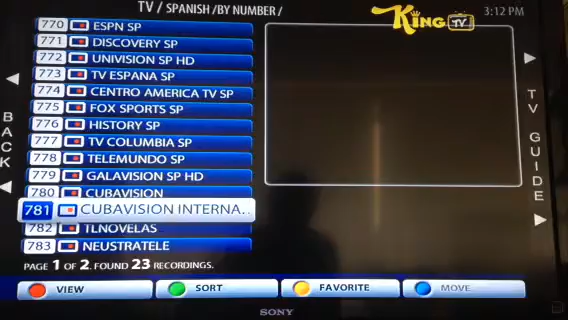 TV / SPANISH /BY NUMBER /
KING TV
3:12 PM
770 ESPN SP
771 DISCOVERY SP
772 UNIVISION SP HD
773 TV ESPANA SP
774 CENTRO AMERICA TV SP
775 FOX SPORTS SP
776 HISTORY SP
777 TV COLUMBIA SP
778 TELEMUNDO SP
779 GALAVISION SP HD
780 CUBAVISION
781 CUBAVISION INTERNA..
782 TLNOVELAS
783 NEUSTRATELE
BACK
TV GUIDE
PAGE 1 OF 2. FOUND 23 RECORDINGS.
VIEW SORT FAVORITE MOVE
SONY